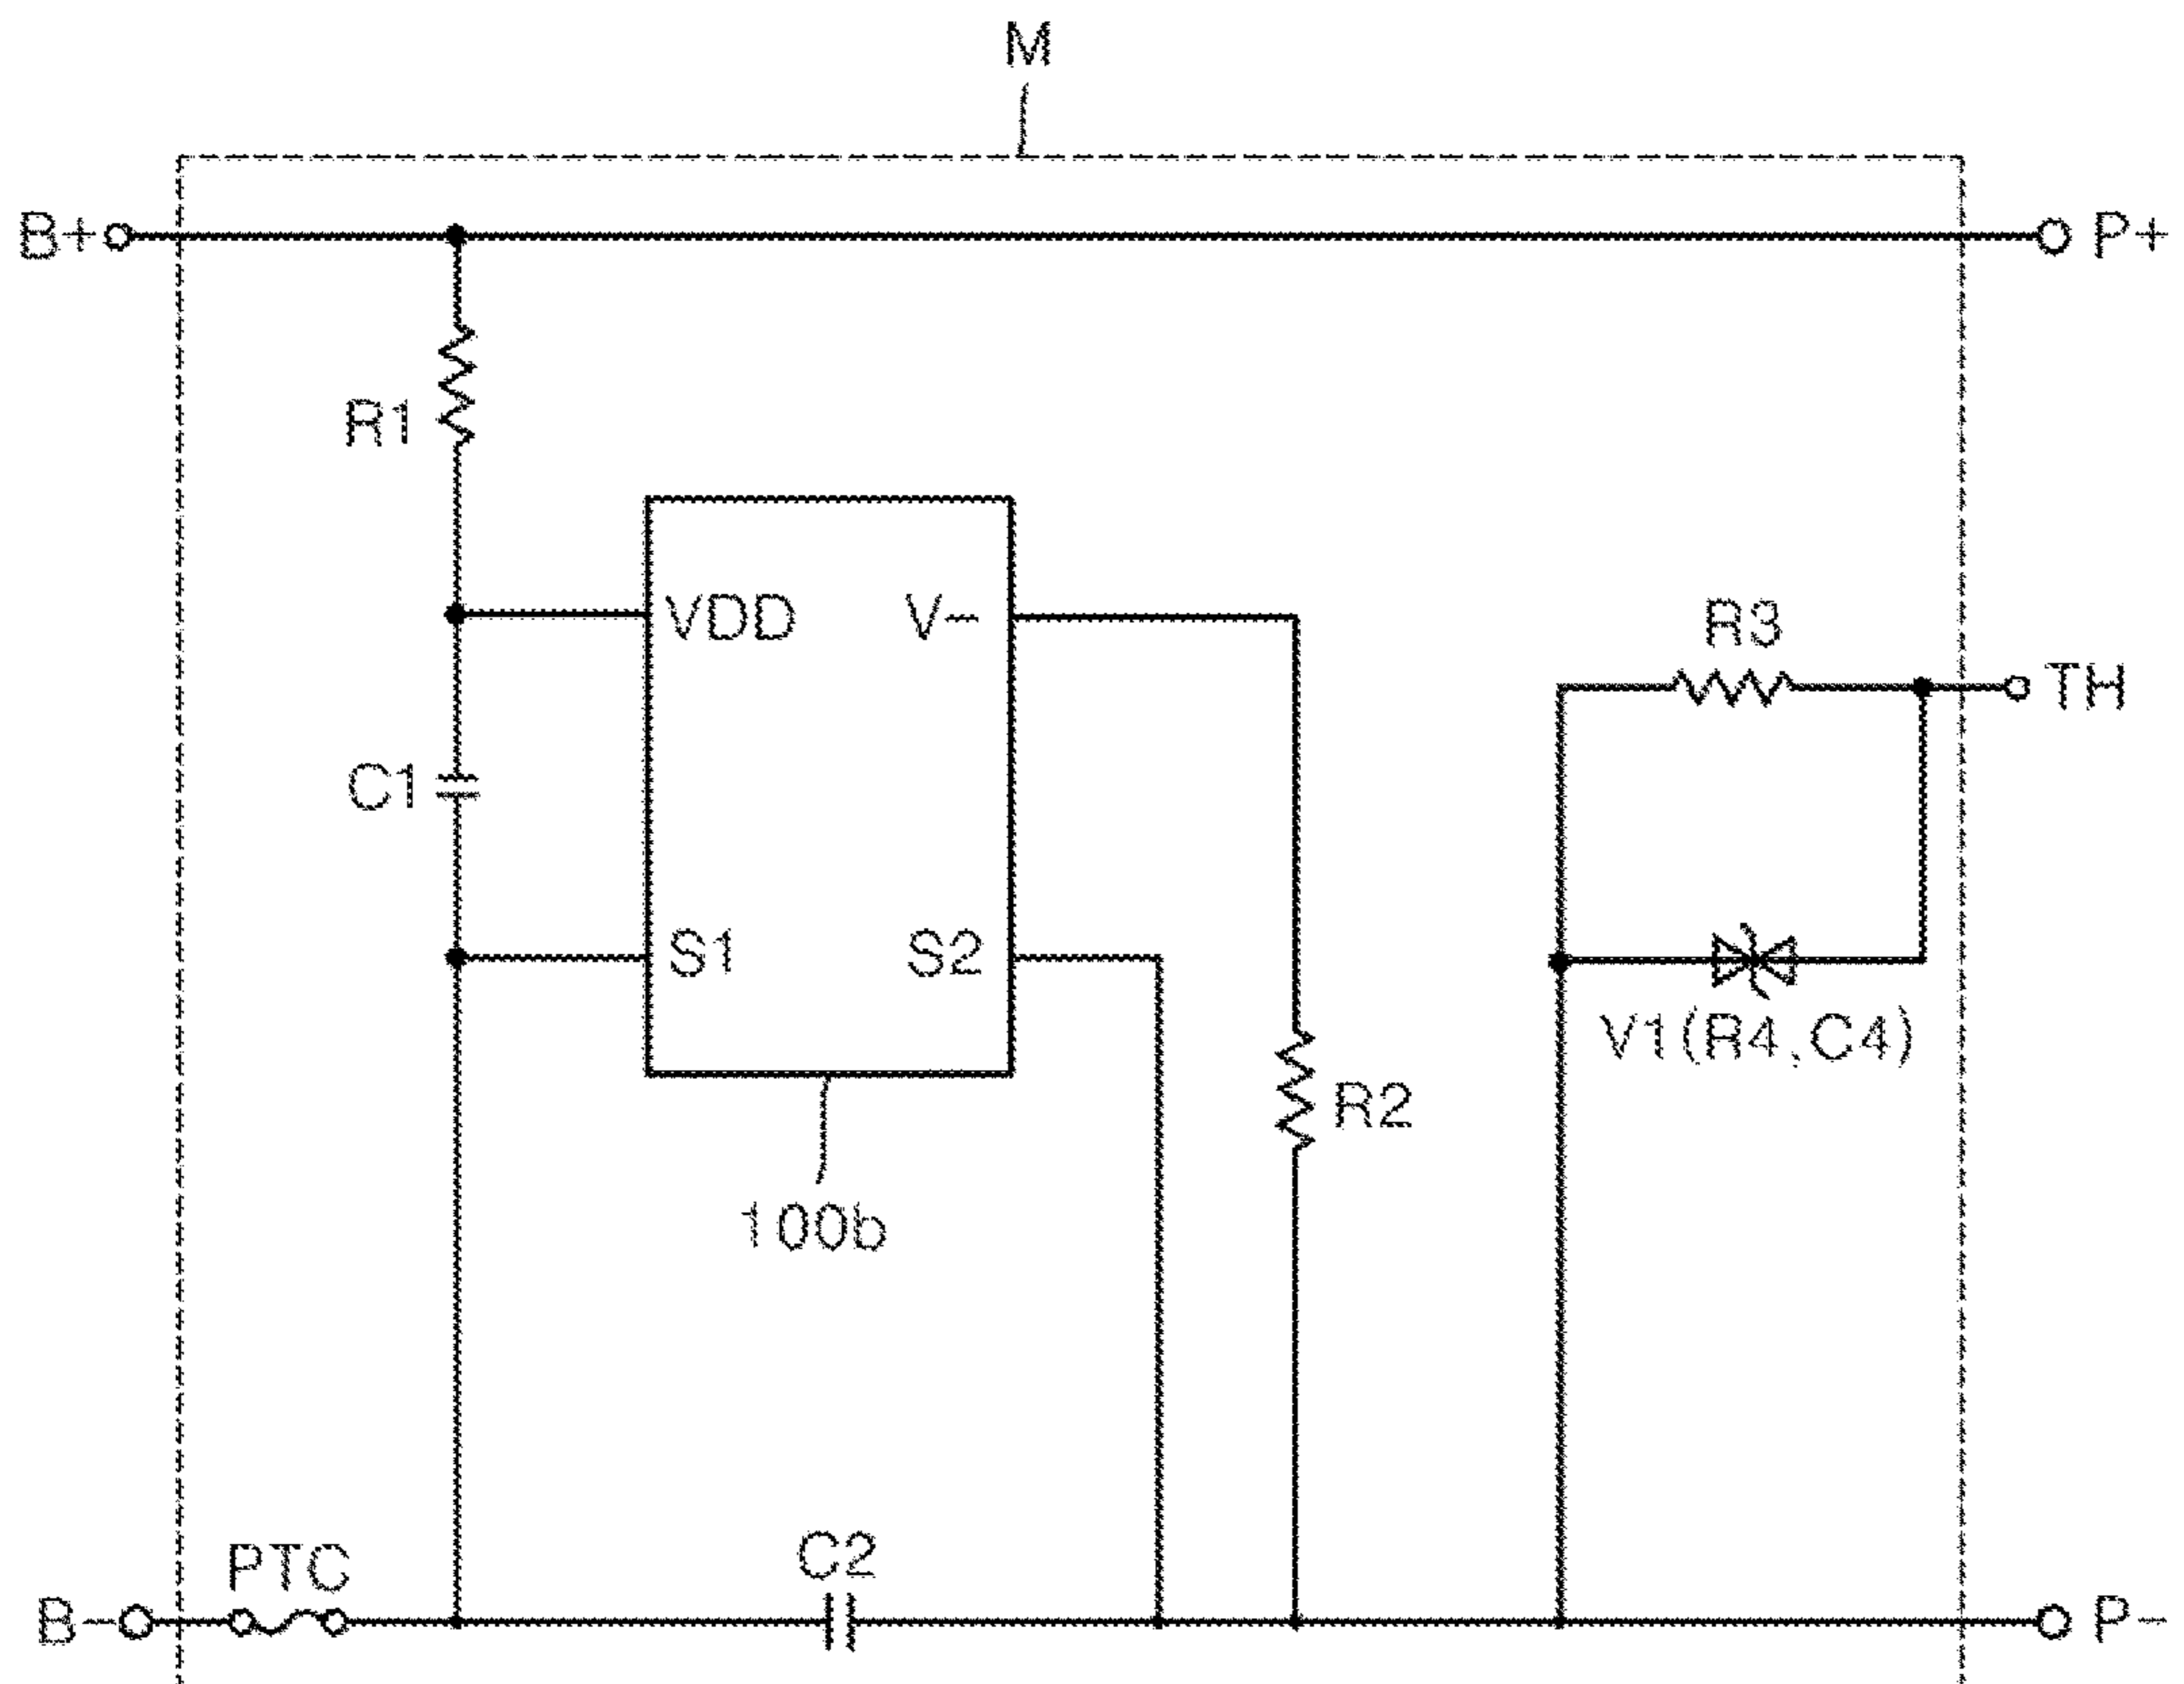 M
B+
P+
R1
VDD
V-
R3
TH
C1
S1
S2
V1(R4,C4)
R2
100b
C2
PTC
B-
P-